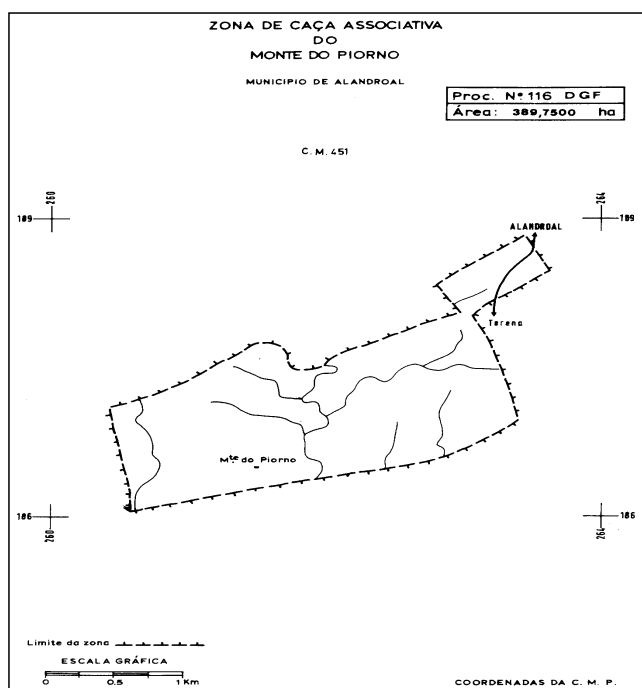 ZONA DE CAÇA ASSOCIATIVA
DO
MONTE DO PIORNO
MUNICIPIO DE ALANDROAL
Proc. Nº 116 DGF
Área: 389,7500 ha
C. M. 451
260
264
189
189
ALANDROAL
Terena
Mte do Piorno
186
186
260
264
Limite da zona
ESCALA GRÁFICA
0 0.5 1 Km
COORDENADAS DA C. M. P.